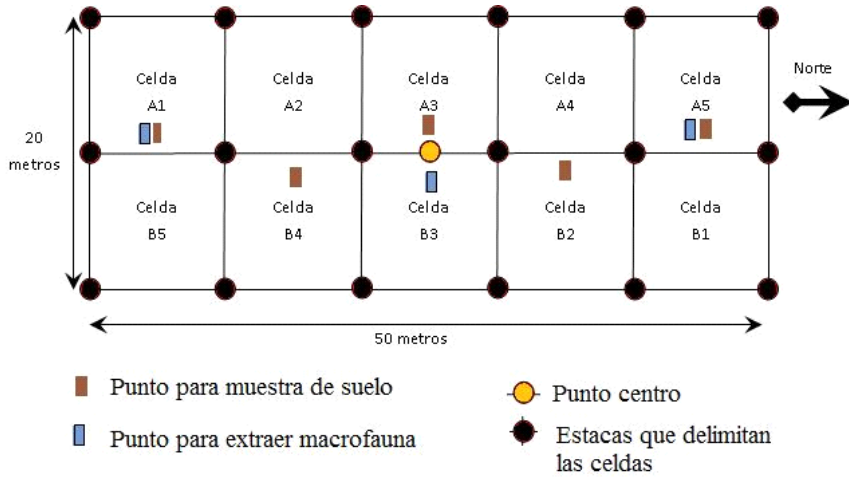 Celda
A1
Celda
A2
Celda
A3
Celda
A4
Celda
A5
Norte
20
metros
Celda
B5
Celda
B4
Celda
B3
Celda
B2
Celda
B1
50 metros
Punto para muestra de suelo
Punto para extraer macrofauna
Punto centro
Estacas que delimitan
las celdas